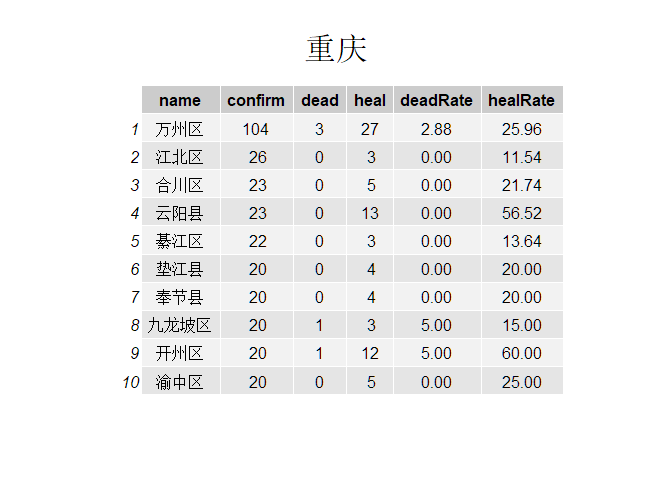 重庆
name confirm dead heal deadRate healRate
1 万州区 104 3 27 2.88 25.96
2 江北区 26 0 3 0.00 11.54
3 合川区 23 0 5 0.00 21.74
4 云阳县 23 0 13 0.00 56.52
5 綦江区 22 0 3 0.00 13.64
6 垫江县 20 0 4 0.00 20.00
7 奉节县 20 0 4 0.00 20.00
8 九龙坡区 20 1 3 5.00 15.00
9 开州区 20 1 12 5.00 60.00
10 渝中区 20 0 5 0.00 25.00